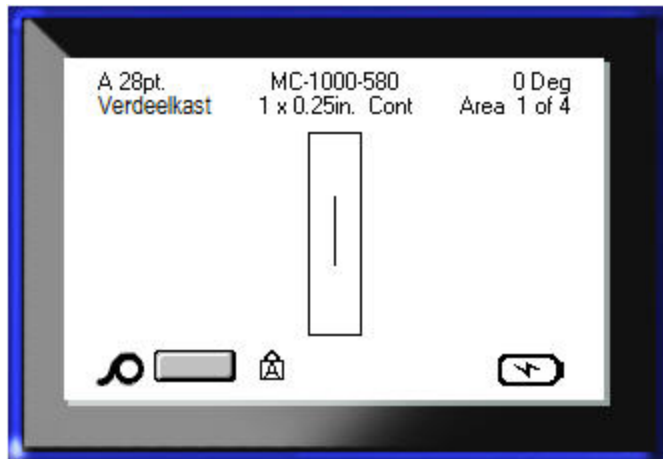 A 28pt. MC-1000-580 0 Deg
Verdeelkast 1 x 0.25in. Cont Area 1 of 4
A